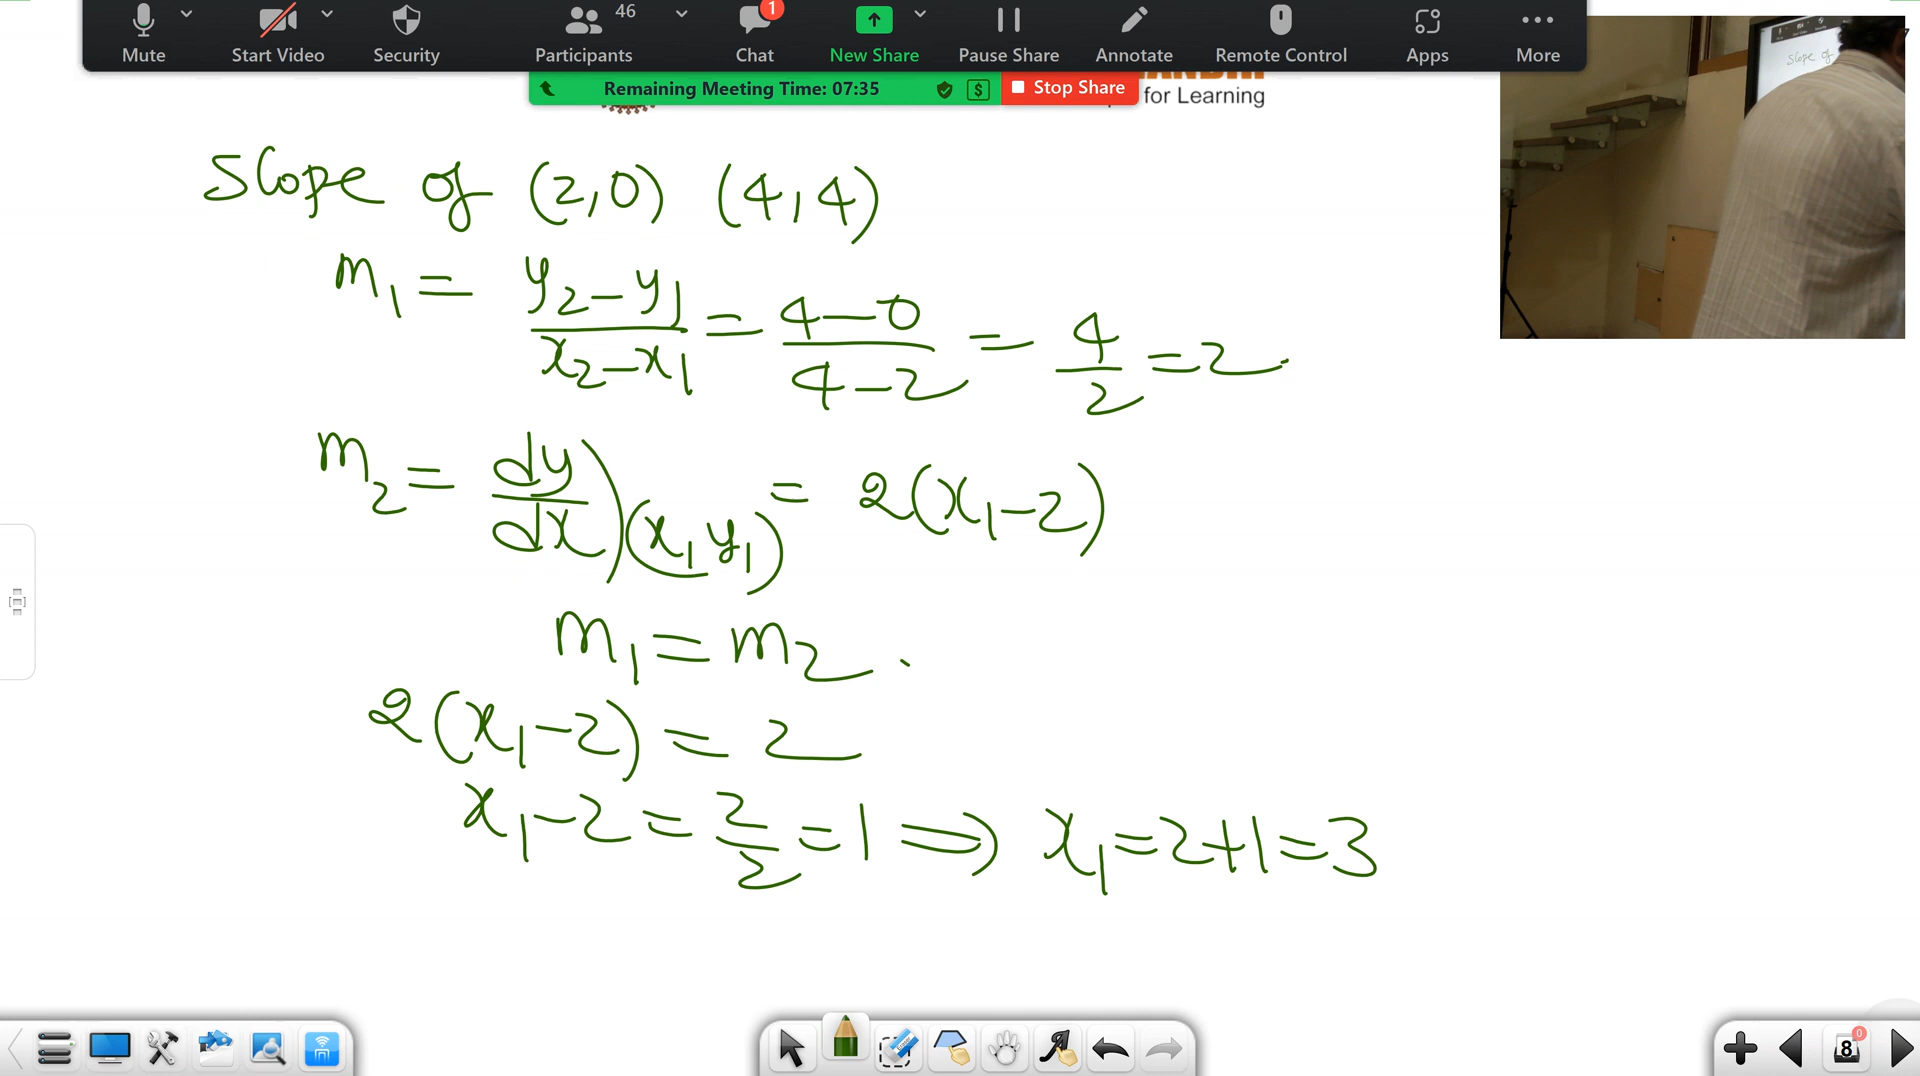 Mute
Start Video
Security
46
Participants
1
Chat
New Share
Pause Share
Annotate
Remote Control
Apps
More
Remaining Meeting Time: 07:35
$
Stop Share
for Learning
Slope of
Slope of (2,0) (4,4)
m₁ = (y₂-y₁)/(x₂-x₁) = (4-0)/(4-2) = 4/2 = 2
m₂ = dy/dx)(x₁ y₁) = 2(x₁-2)
m₁ = m₂ .
2(x₁-2) = 2
x₁-2 = 2/2 = 1 ⟹ x₁ = 2+1 = 3
8
0